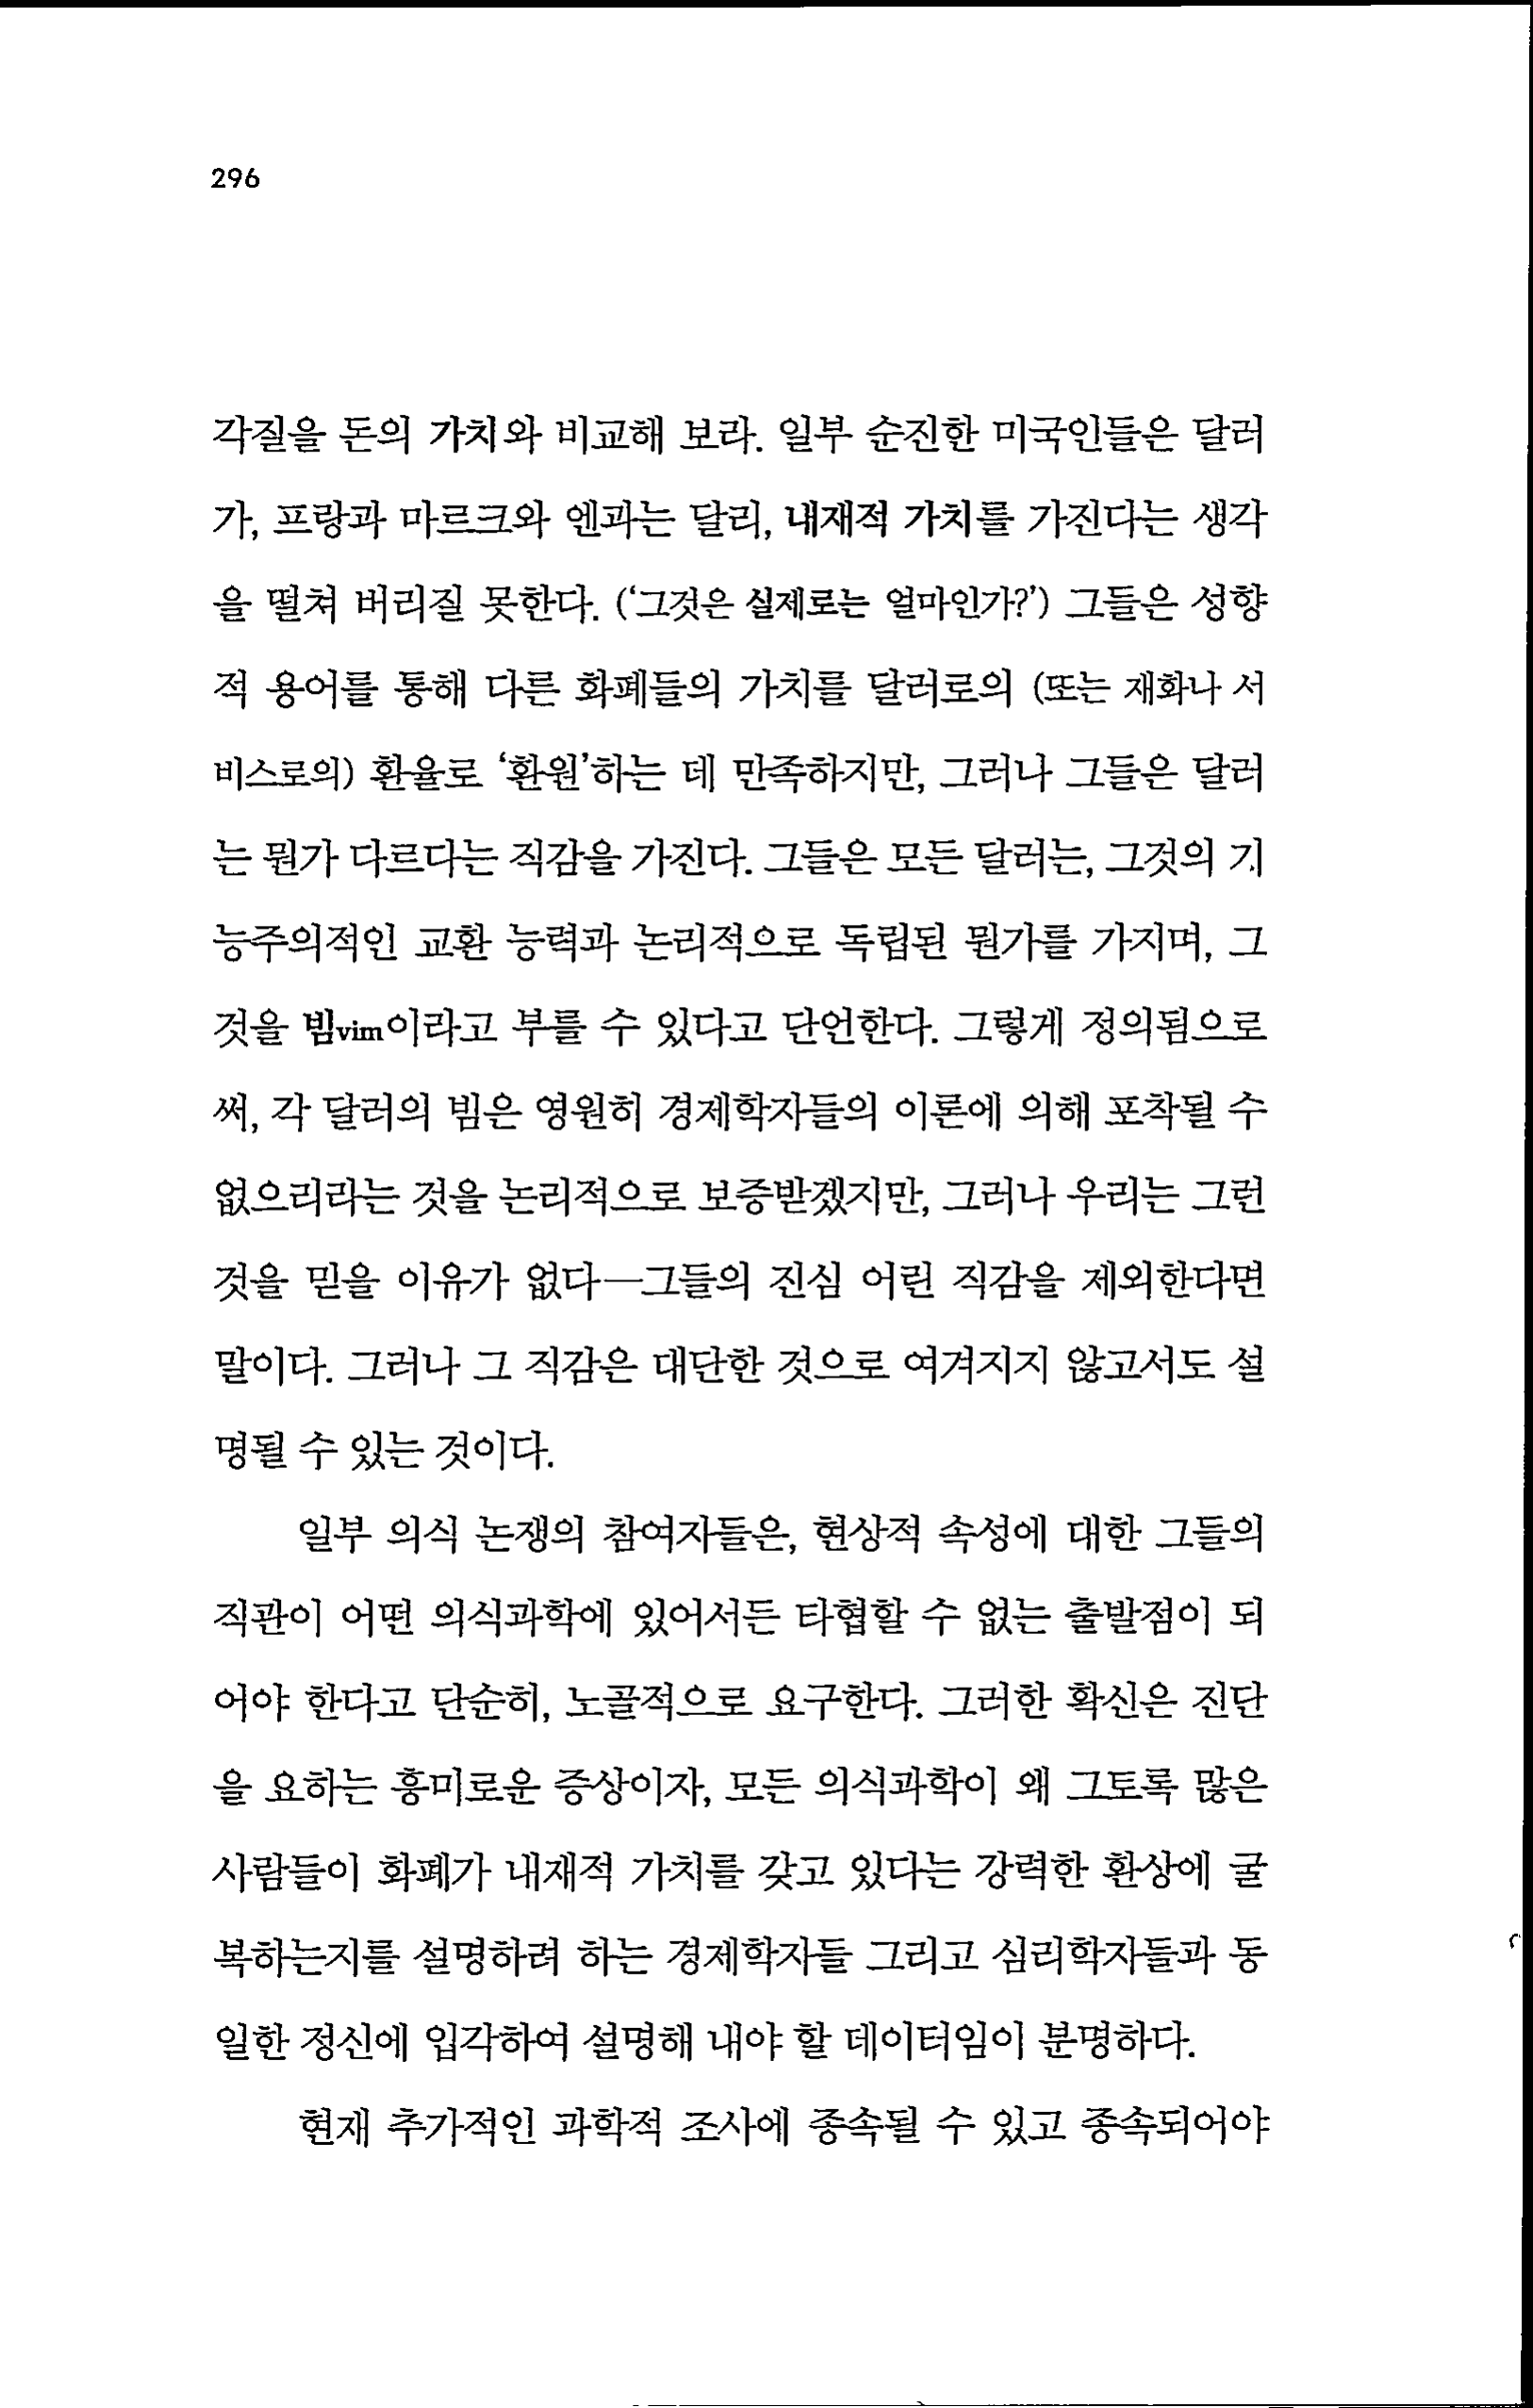 296
각질을 돈의 가치와 비교해 보라. 일부 순진한 미국인들은 달러
가, 프랑과 마르크와 엔과는 달리, 내재적 가치를 가진다는 생각
을 떨쳐 버리질 못한다. (‘그것은 실제로는 얼마인가?’) 그들은 성향
적 용어를 통해 다른 화폐들의 가치를 달러로의 (또는 재화나 서
비스로의) 환율로 ‘환원’하는 데 만족하지만, 그러나 그들은 달러
는 뭔가 다르다는 직감을 가진다. 그들은 모든 달러는, 그것의 기
능주의적인 교환 능력과 논리적으로 독립된 뭔가를 가지며, 그
것을 빔vim이라고 부를 수 있다고 단언한다. 그렇게 정의됨으로
써, 각 달러의 빔은 영원히 경제학자들의 이론에 의해 포착될 수
없으리라는 것을 논리적으로 보증받겠지만, 그러나 우리는 그런
것을 믿을 이유가 없다—그들의 진심 어린 직감을 제외한다면
말이다. 그러나 그 직감은 대단한 것으로 여겨지지 않고서도 설
명될 수 있는 것이다.
일부 의식 논쟁의 참여자들은, 현상적 속성에 대한 그들의
직관이 어떤 의식과학에 있어서든 타협할 수 없는 출발점이 되
어야 한다고 단순히, 노골적으로 요구한다. 그러한 확신은 진단
을 요하는 흥미로운 증상이자, 모든 의식과학이 왜 그토록 많은
사람들이 화폐가 내재적 가치를 갖고 있다는 강력한 환상에 굴
복하는지를 설명하려 하는 경제학자들 그리고 심리학자들과 동
일한 정신에 입각하여 설명해 내야 할 데이터임이 분명하다.
현재 추가적인 과학적 조사에 종속될 수 있고 종속되어야